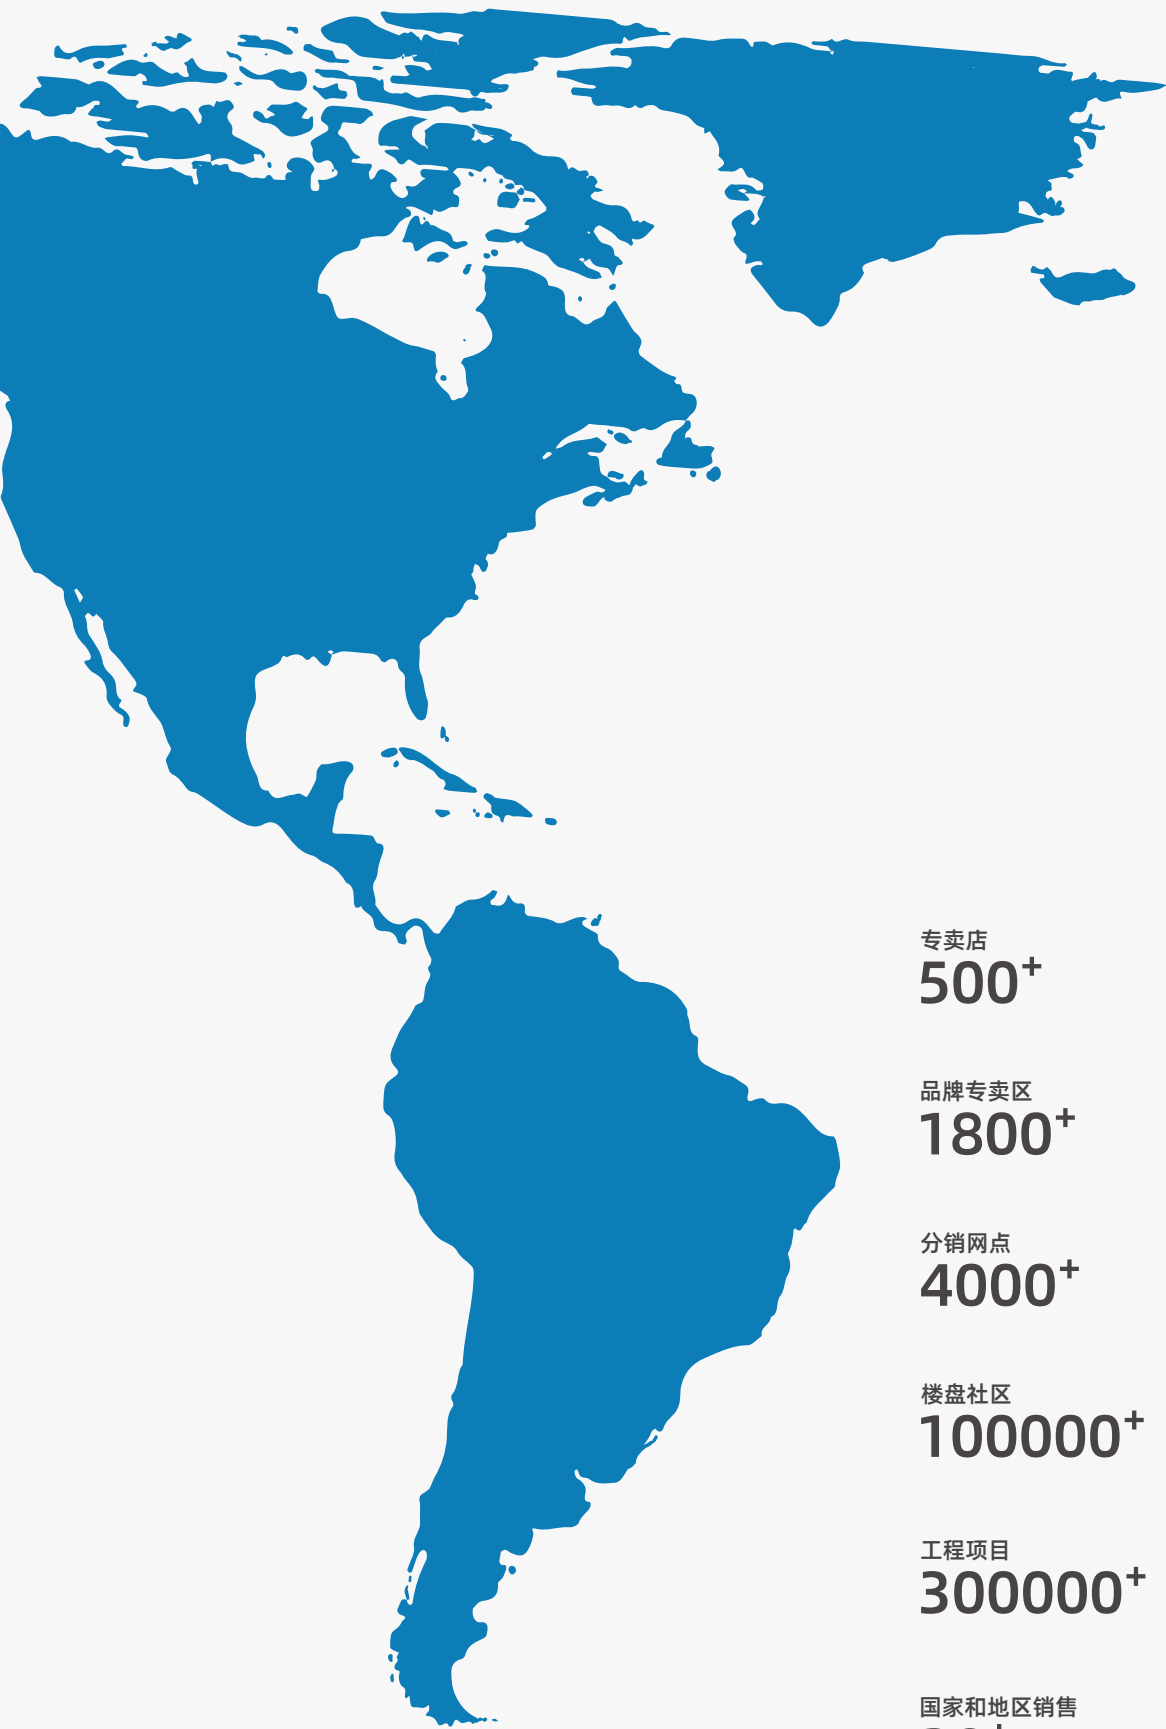 专卖店
500+
品牌专卖区
1800+
分销网点
4000+
楼盘社区
100000+
工程项目
300000+
国家和地区销售